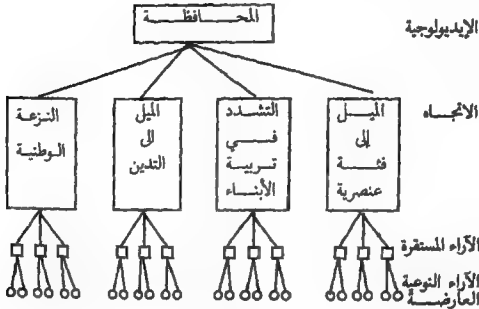 المحافظة
الإيديولوجية
الاتجاه
الميل
إلى
فئة
عنصرية
التشدد
في
تربية
الأبناء
الميل
إلى
التدين
النزعة
الوطنية
الآراء المستقرة
الآراء النوعية
العارضة